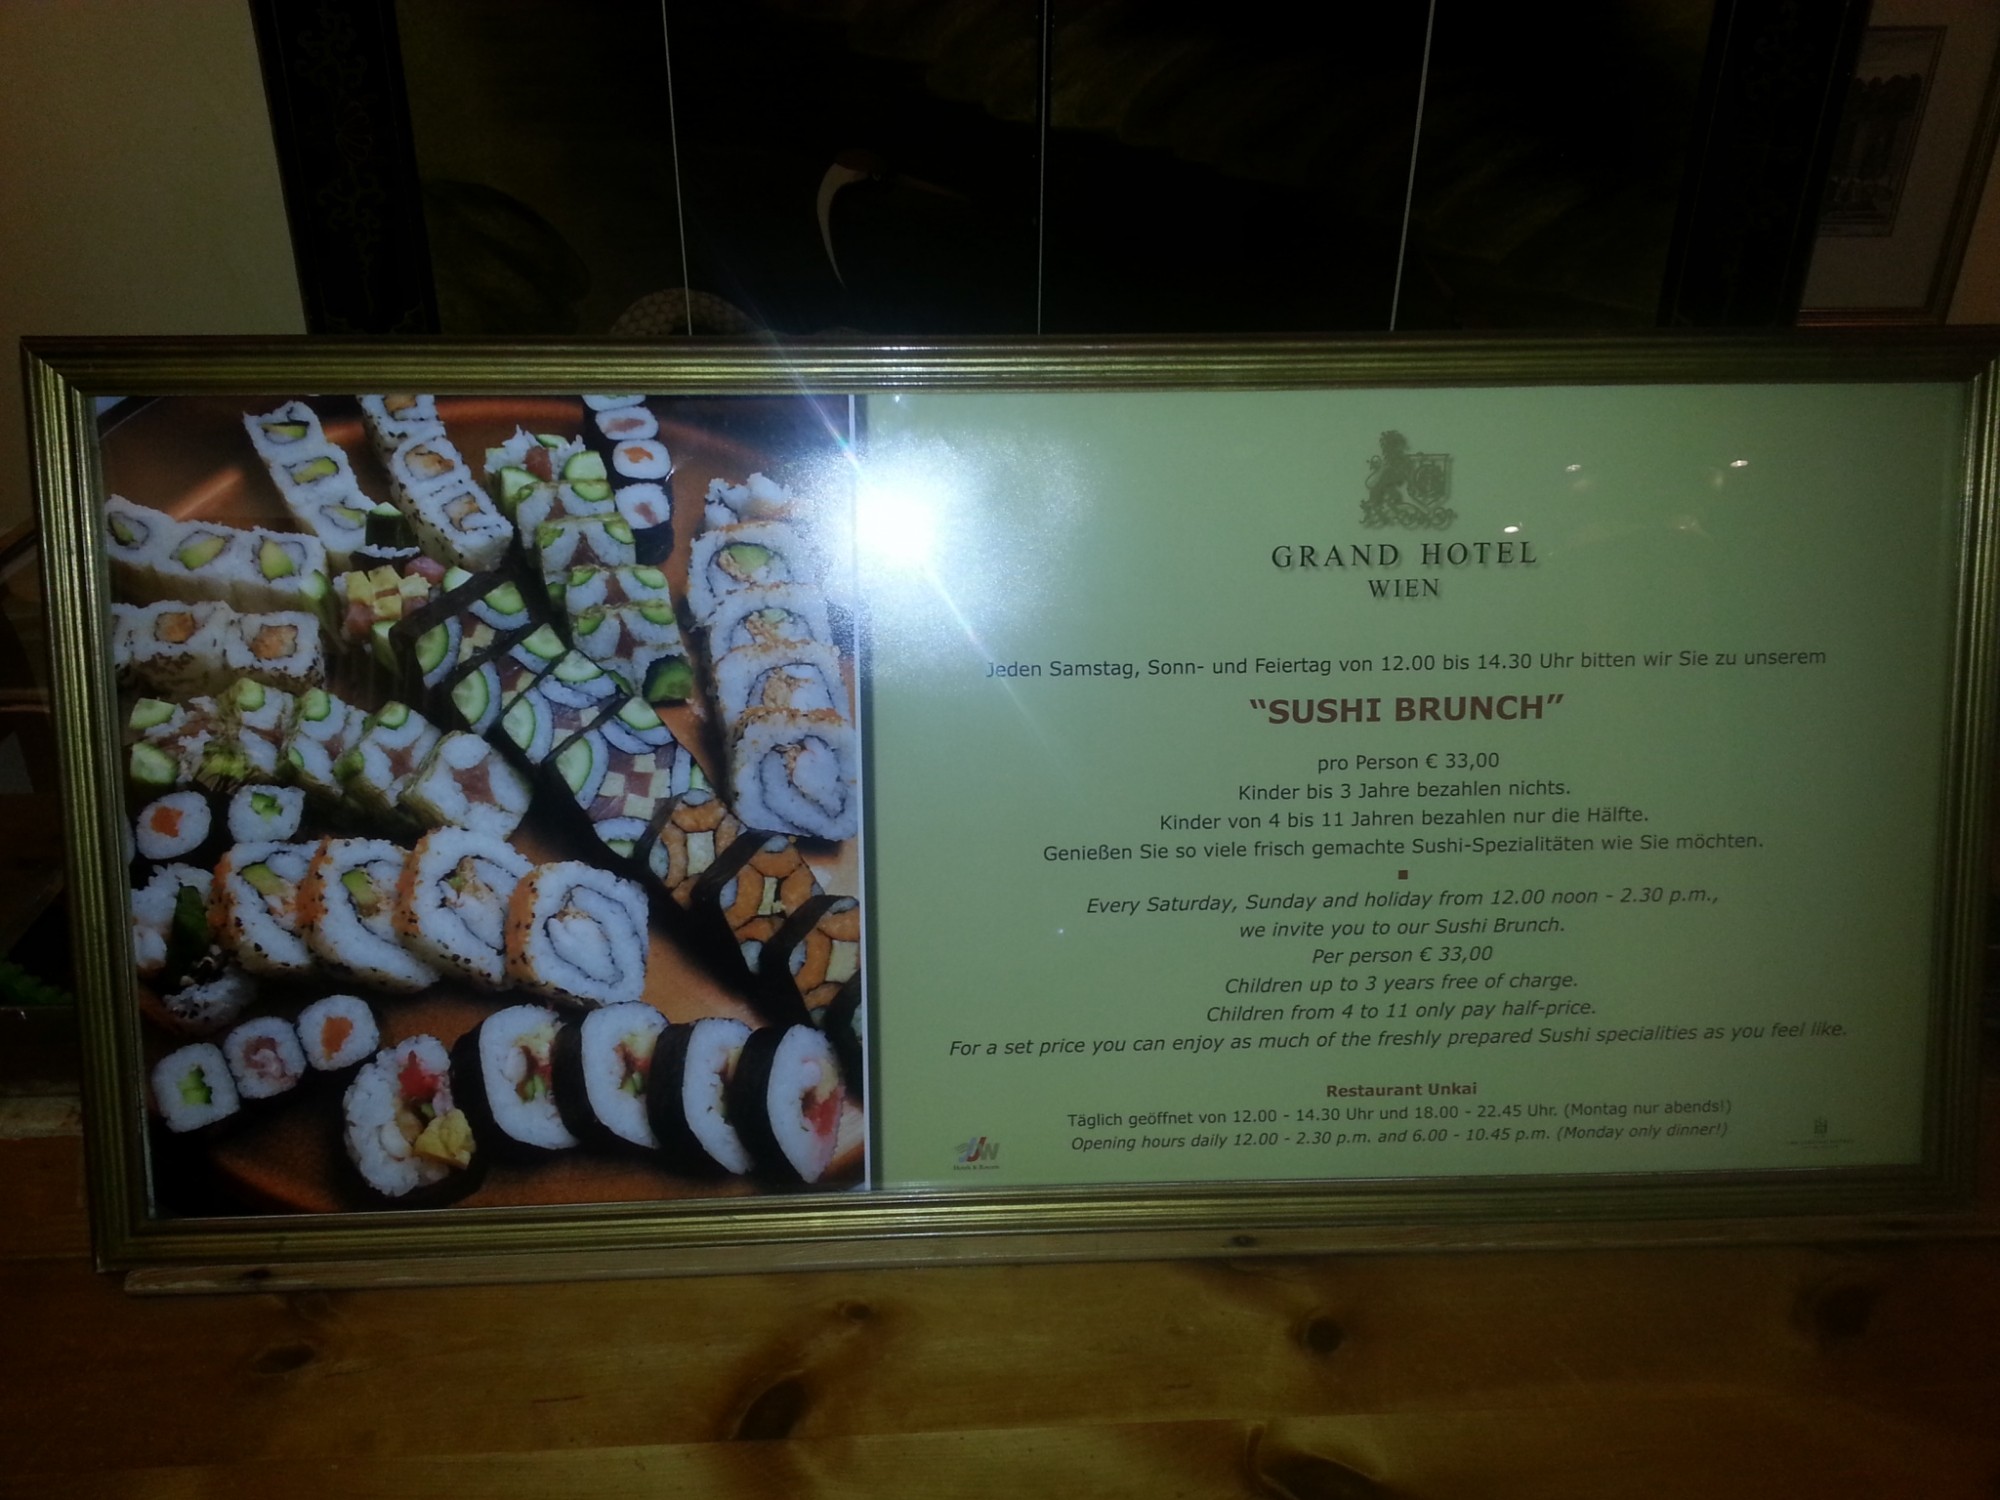 GRAND HOTEL
WIEN
Jeden Samstag, Sonn- und Feiertag von 12.00 bis 14.30 Uhr bitten wir Sie zu unserem
“SUSHI BRUNCH”
pro Person € 33,00
Kinder bis 3 Jahre bezahlen nichts.
Kinder von 4 bis 11 Jahren bezahlen nur die Hälfte.
Genießen Sie so viele frisch gemachte Sushi-Spezialitäten wie Sie möchten.
Every Saturday, Sunday and holiday from 12.00 noon - 2.30 p.m.,
we invite you to our Sushi Brunch.
Per person € 33,00
Children up to 3 years free of charge.
Children from 4 to 11 only pay half-price.
For a set price you can enjoy as much of the freshly prepared Sushi specialities as you feel like.
Restaurant Unkai
Täglich geöffnet von 12.00 - 14.30 Uhr und 18.00 - 22.45 Uhr. (Montag nur abends!)
Opening hours daily 12.00 - 2.30 p.m. and 6.00 - 10.45 p.m. (Monday only dinner!)
JJW
Hotels & Resorts